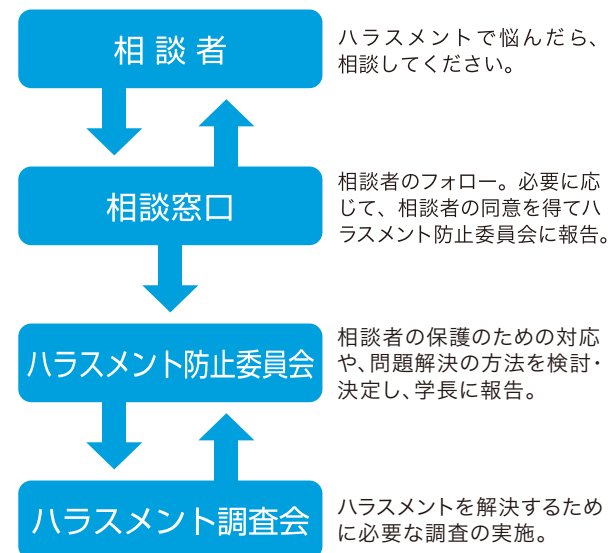 相談者
ハラスメントで悩んだら、
相談してください。
相談窓口
相談者のフォロー。必要に応
じて、相談者の同意を得てハ
ラスメント防止委員会に報告。
ハラスメント防止委員会
相談者の保護のための対応
や、問題解決の方法を検討・
決定し、学長に報告。
ハラスメント調査会
ハラスメントを解決するため
に必要な調査の実施。